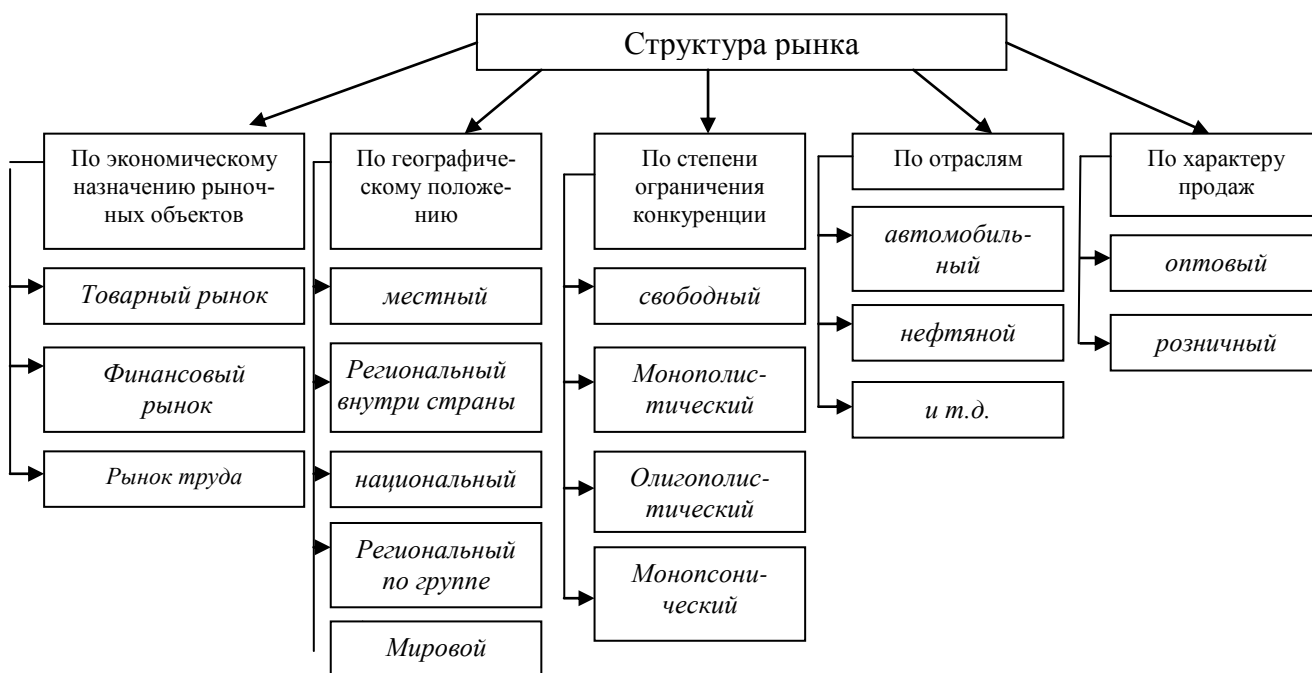 Структура рынка
По экономическому
назначению рыноч-
ных объектов
Товарный рынок
Финансовый
рынок
Рынок труда
По географиче-
скому положе-
нию
местный
Региональный
внутри страны
национальный
Региональный
по группе
Мировой
По степени
ограничения
конкуренции
свободный
Монополис-
тический
Олигополис-
тический
Монопсони-
ческий
По отраслям
автомобиль-
ный
нефтяной
и т.д.
По характеру
продаж
оптовый
розничный